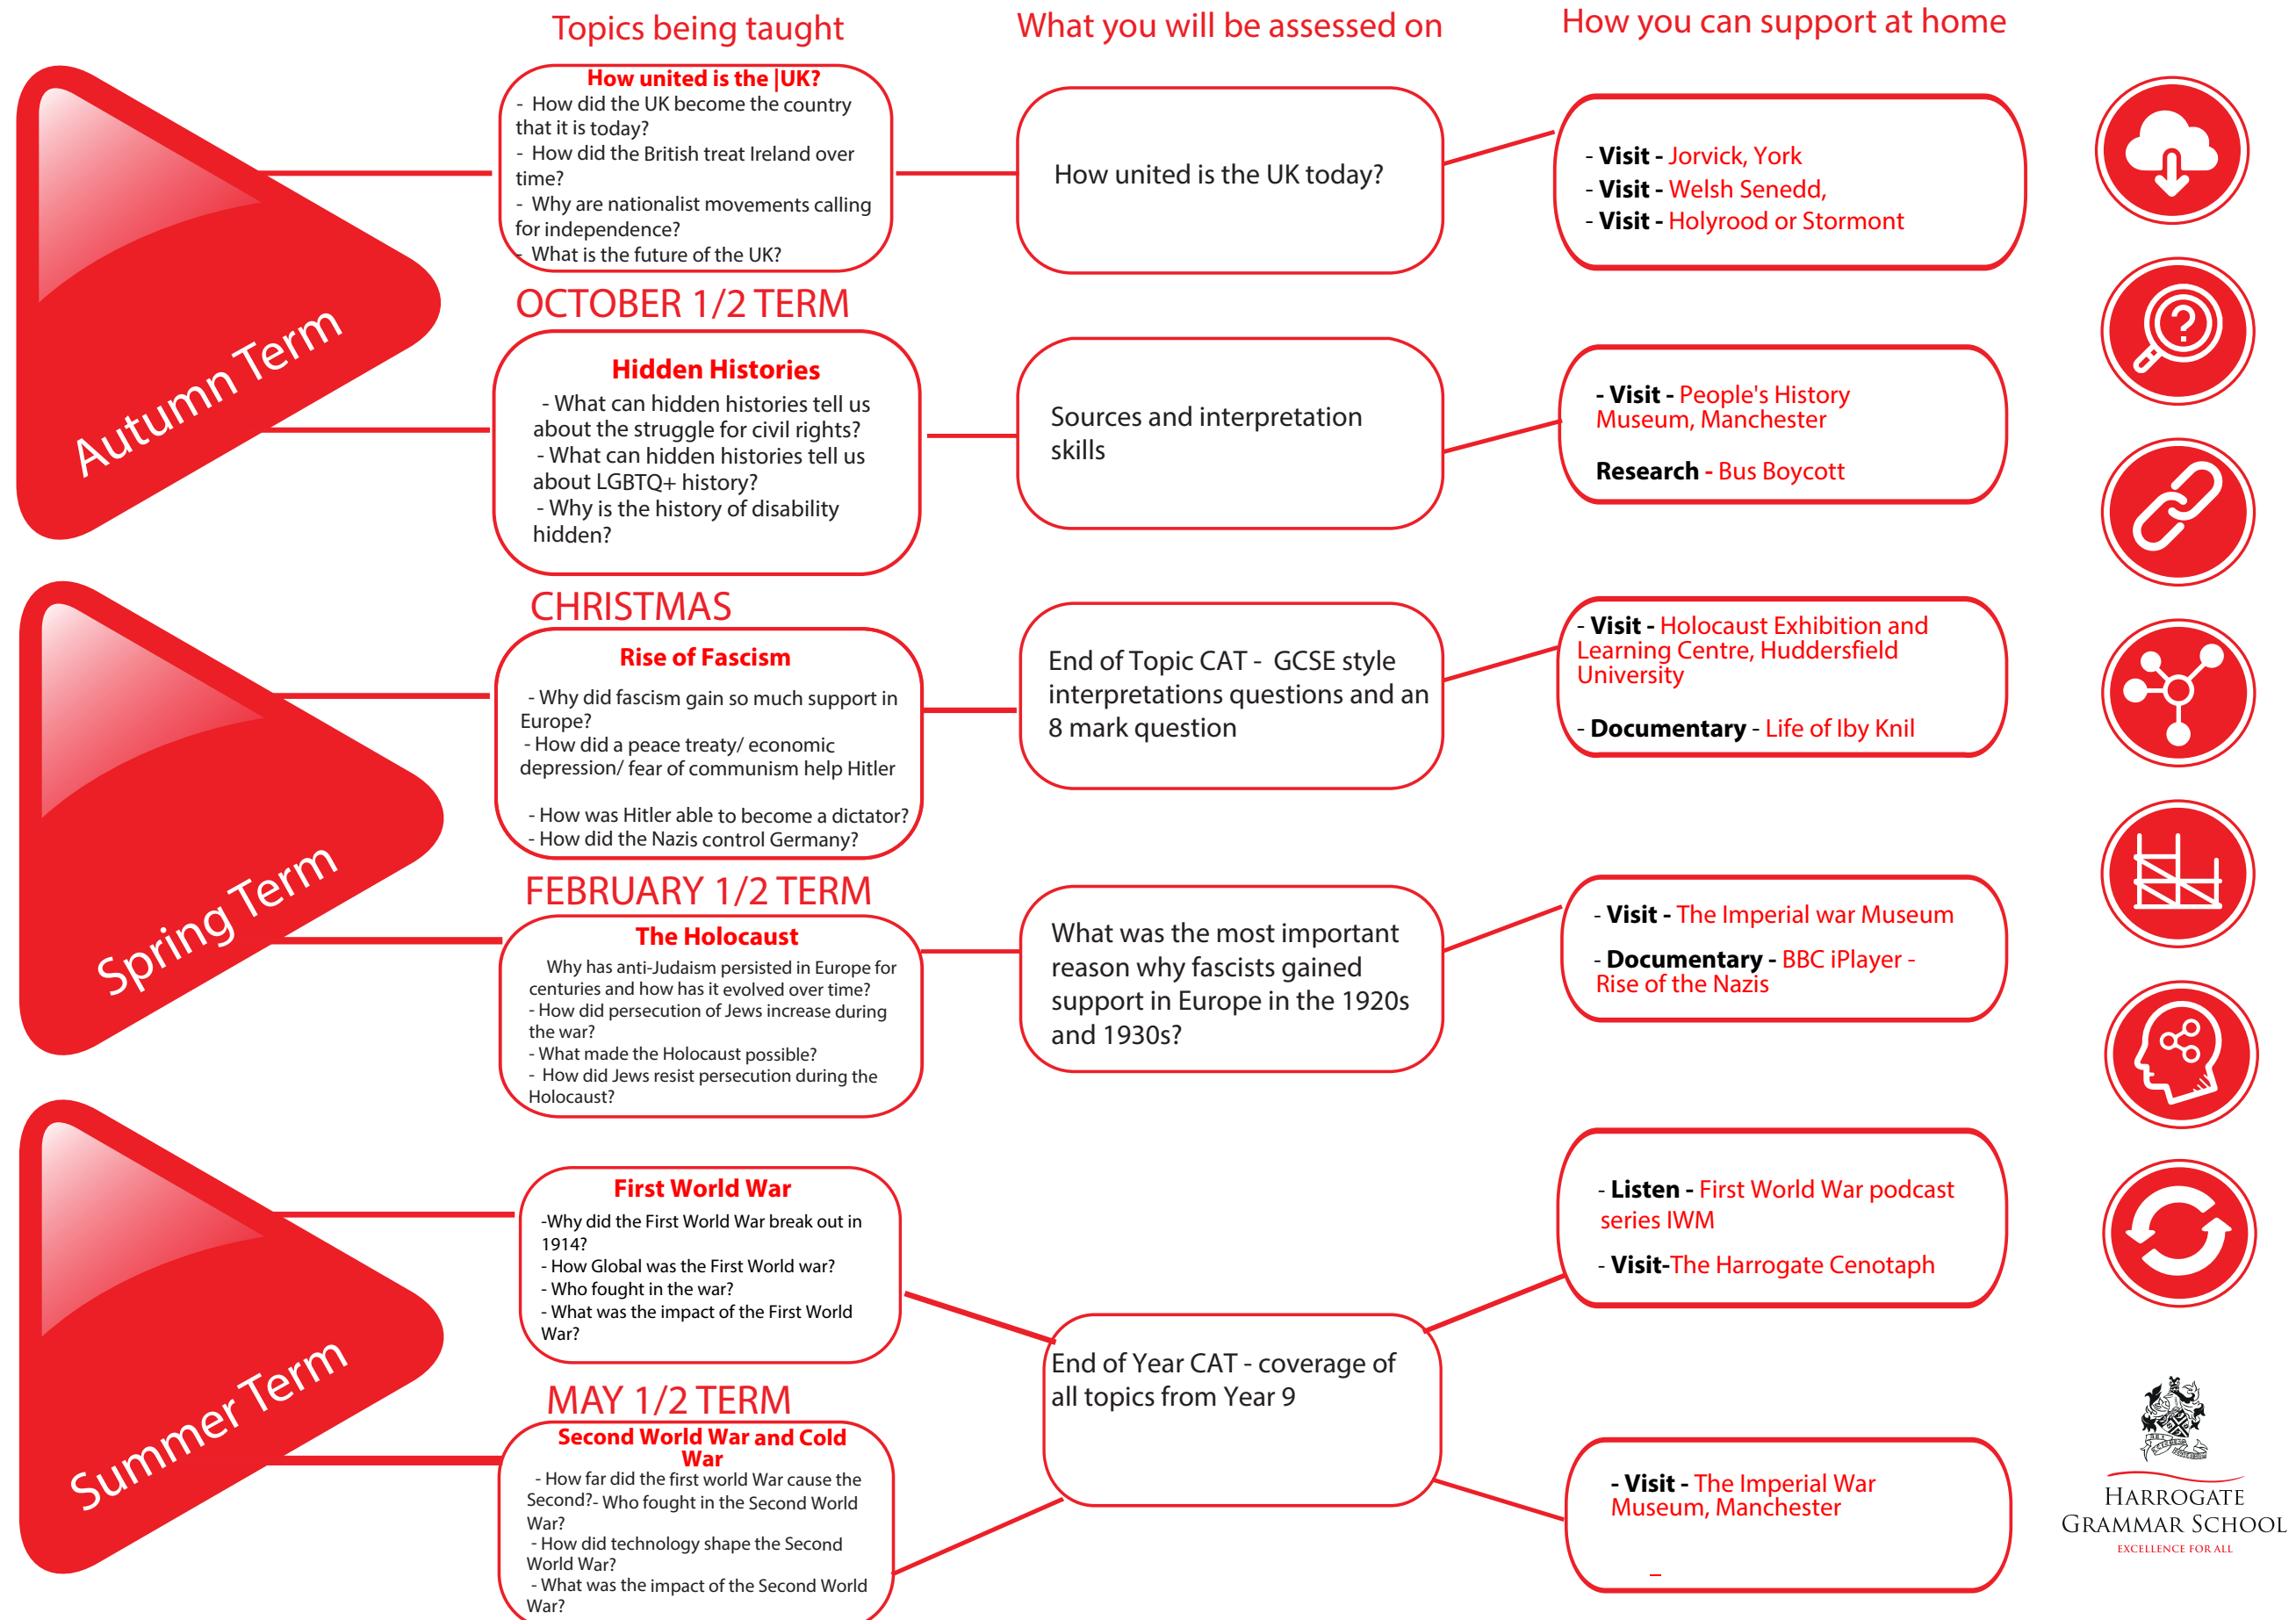 Topics being taught
What you will be assessed on
How you can support at home
Autumn Term
How united is the |UK?
- How did the UK become the country
that it is today?
- How did the British treat Ireland over
time?
- Why are nationalist movements calling
for independence?
- What is the future of the UK?
How united is the UK today?
- Visit - Jorvick, York
- Visit - Welsh Senedd,
- Visit - Holyrood or Stormont
OCTOBER 1/2 TERM
Hidden Histories
- What can hidden histories tell us
about the struggle for civil rights?
- What can hidden histories tell us
about LGBTQ+ history?
- Why is the history of disability
hidden?
Sources and interpretation
skills
- Visit - People's History
Museum, Manchester
Research - Bus Boycott
CHRISTMAS
Spring Term
Rise of Fascism
- Why did fascism gain so much support in
Europe?
- How did a peace treaty/ economic
depression/ fear of communism help Hitler
- How was Hitler able to become a dictator?
- How did the Nazis control Germany?
End of Topic CAT - GCSE style
interpretations questions and an
8 mark question
- Visit - Holocaust Exhibition and
Learning Centre, Huddersfield
University
- Documentary - Life of Iby Knil
FEBRUARY 1/2 TERM
The Holocaust
Why has anti-Judaism persisted in Europe for
centuries and how has it evolved over time?
- How did persecution of Jews increase during
the war?
- What made the Holocaust possible?
- How did Jews resist persecution during the
Holocaust?
What was the most important
reason why fascists gained
support in Europe in the 1920s
and 1930s?
- Visit - The Imperial war Museum
- Documentary - BBC iPlayer -
Rise of the Nazis
Summer Term
First World War
-Why did the First World War break out in
1914?
- How Global was the First World war?
- Who fought in the war?
- What was the impact of the First World
War?
End of Year CAT - coverage of
all topics from Year 9
- Listen - First World War podcast
series IWM
- Visit-The Harrogate Cenotaph
MAY 1/2 TERM
Second World War and Cold
War
- How far did the first world War cause the
Second?- Who fought in the Second World
War?
- How did technology shape the Second
World War?
- What was the impact of the Second World
War?
- Visit - The Imperial War
Museum, Manchester
–
HARROGATE
GRAMMAR SCHOOL
EXCELLENCE FOR ALL